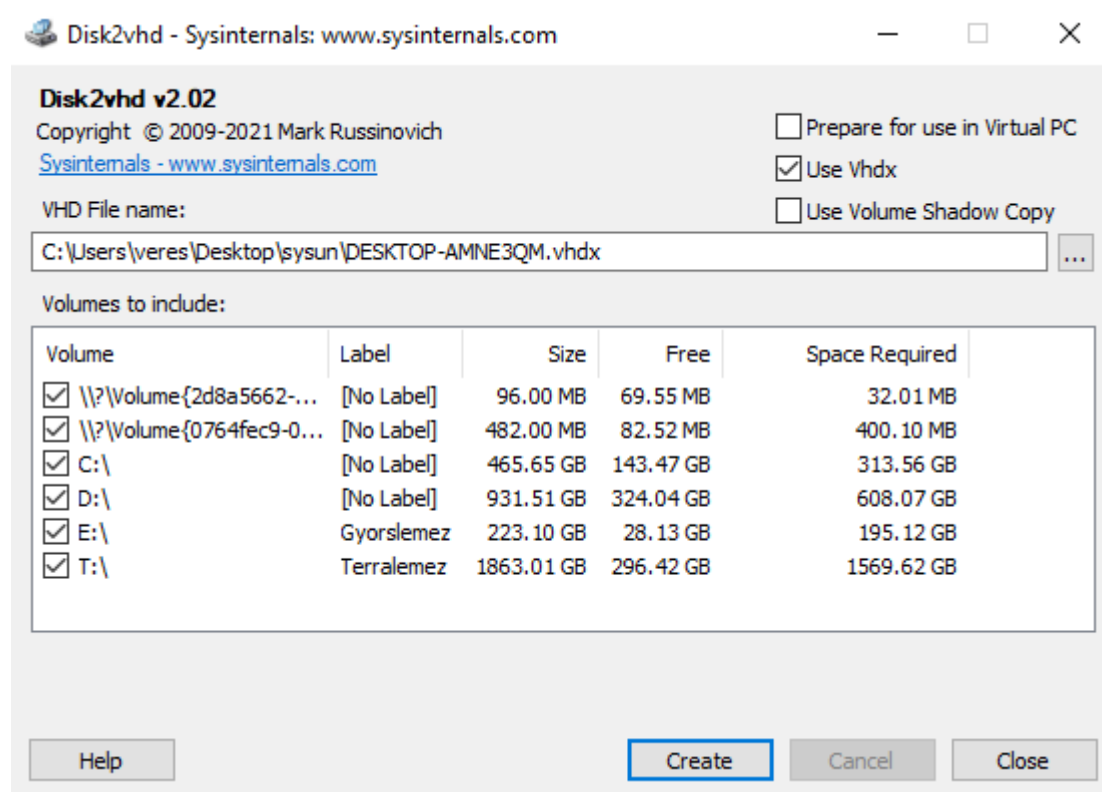 Disk2vhd - Sysinternals: www.sysinternals.com
Disk2vhd v2.02
Copyright © 2009-2021 Mark Russinovich
Sysinternals - www.sysinternals.com
Prepare for use in Virtual PC
Use Vhdx
Use Volume Shadow Copy
VHD File name:
C:\Users\veres\Desktop\sysun\DESKTOP-AMNE3QM.vhdx
...
Volumes to include:
Volume Label Size Free Space Required
\\?\Volume{2d8a5662-... [No Label] 96.00 MB 69.55 MB 32.01 MB
\\?\Volume{0764fec9-0... [No Label] 482.00 MB 82.52 MB 400.10 MB
C:\ [No Label] 465.65 GB 143.47 GB 313.56 GB
D:\ [No Label] 931.51 GB 324.04 GB 608.07 GB
E:\ Gyorslemez 223.10 GB 28.13 GB 195.12 GB
T:\ Terralemez 1863.01 GB 296.42 GB 1569.62 GB
Help Create Cancel Close